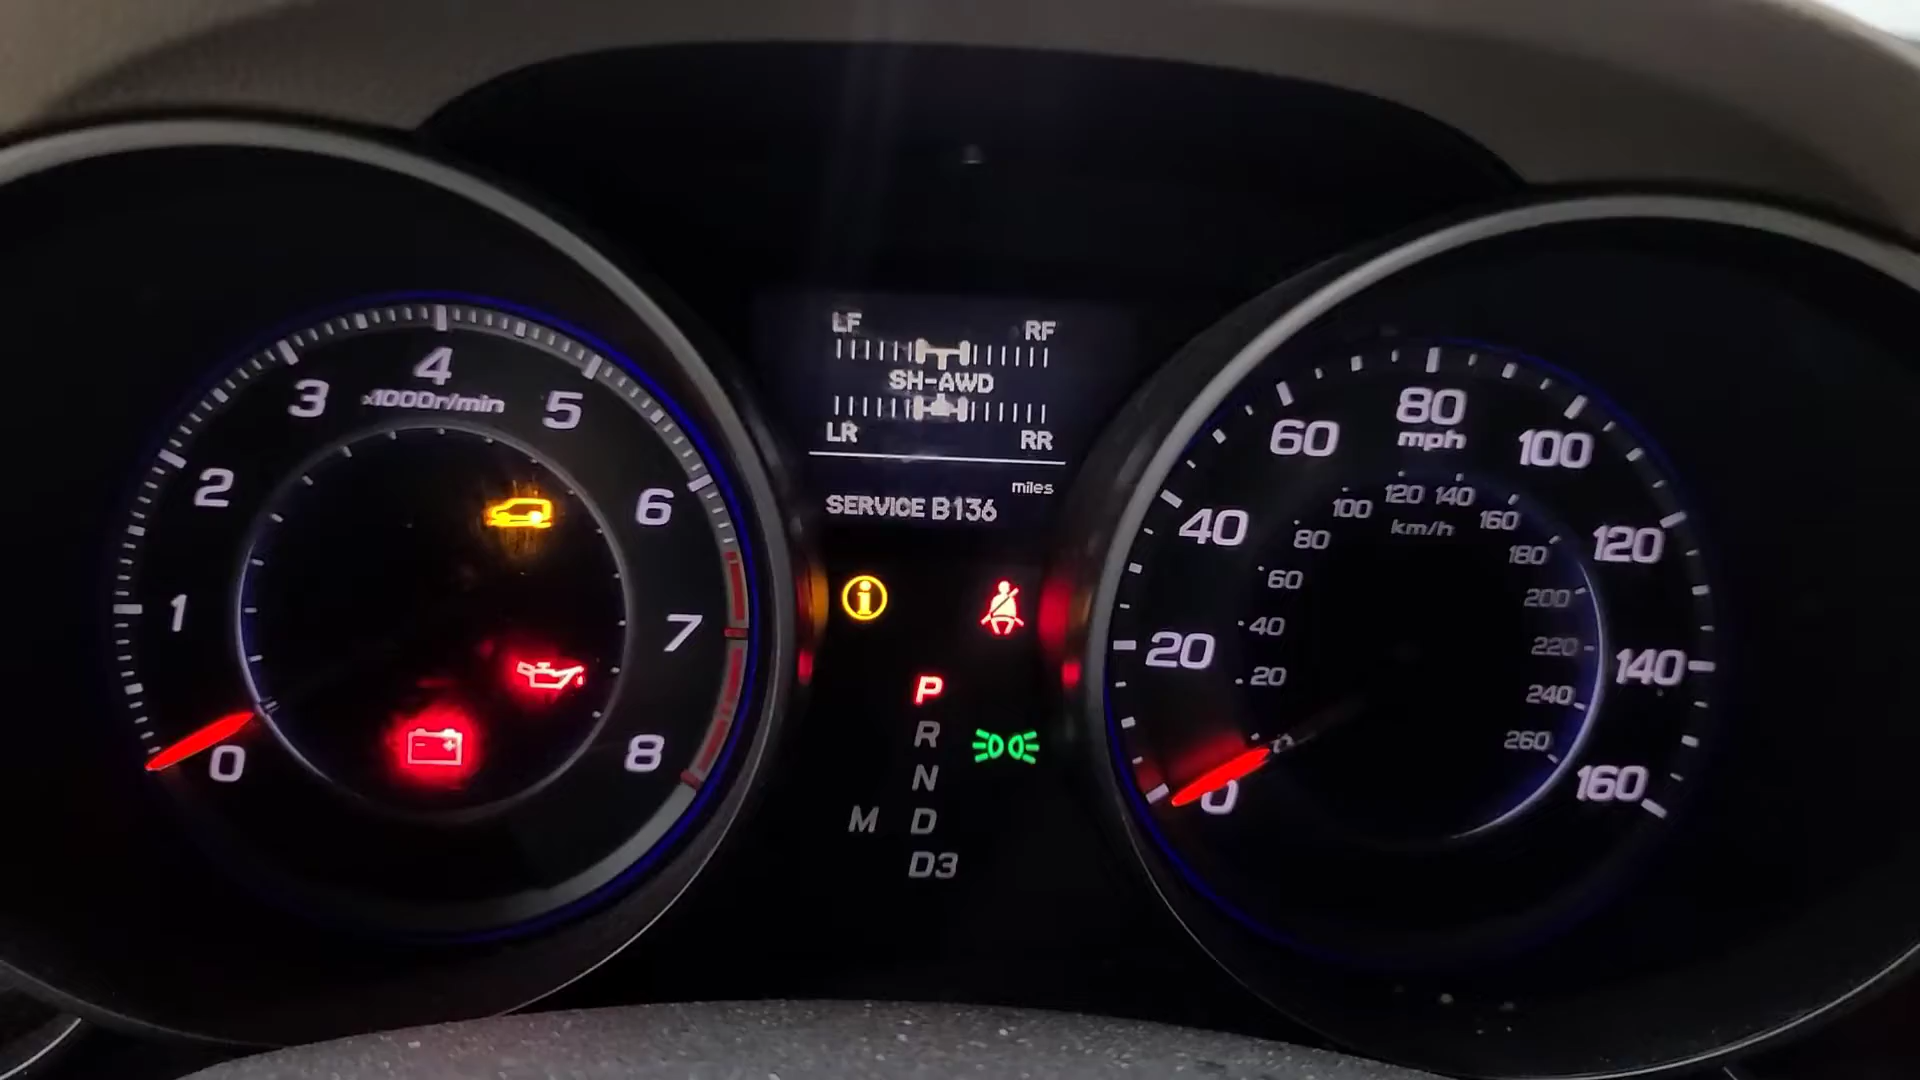 LF RF
SH-AWD
LR RR
miles
SERVICE B136
0 1 2 3 4 5 6 7 8
x1000r/min
P
R
N
M D
D3
0 20 40 60 80 100 120 140 160
mph
20 40 60 80 100 120 140 160 180 200 220 240 260
km/h